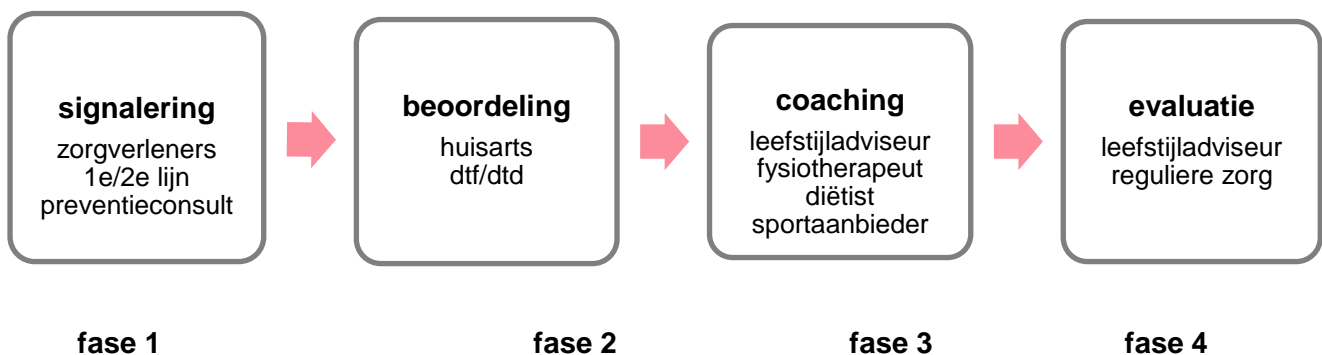 signalering
zorgverleners
1e/2e lijn
preventieconsult
beoordeling
huisarts
dtf/dtd
coaching
leefstijladviseur
fysiotherapeut
diëtist
sportaanbieder
evaluatie
leefstijladviseur
reguliere zorg
fase 1
fase 2
fase 3
fase 4